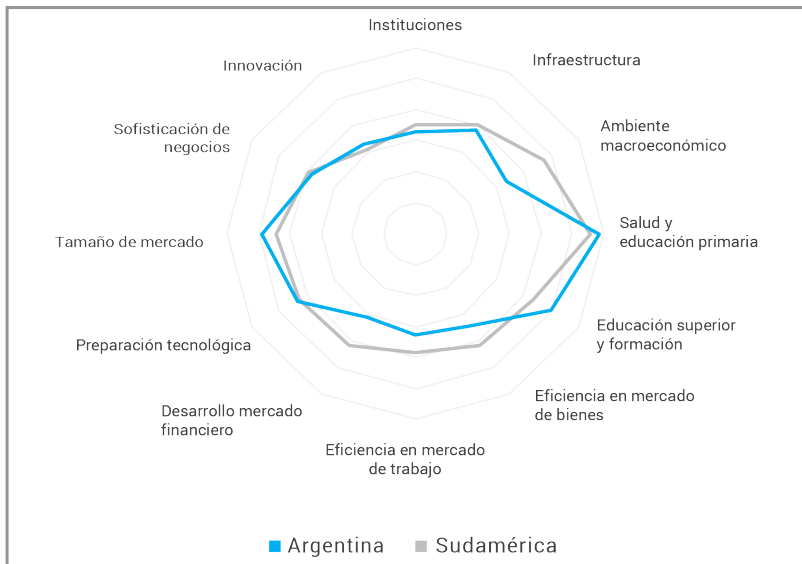 Instituciones
Infraestructura
Innovación
Ambiente
macroeconómico
Sofisticación de
negocios
Salud y
educación primaria
Tamaño de mercado
Educación superior
y formación
Preparación tecnológica
Eficiencia en mercado
de bienes
Desarrollo mercado
financiero
Eficiencia en mercado
de trabajo
Argentina
Sudamérica